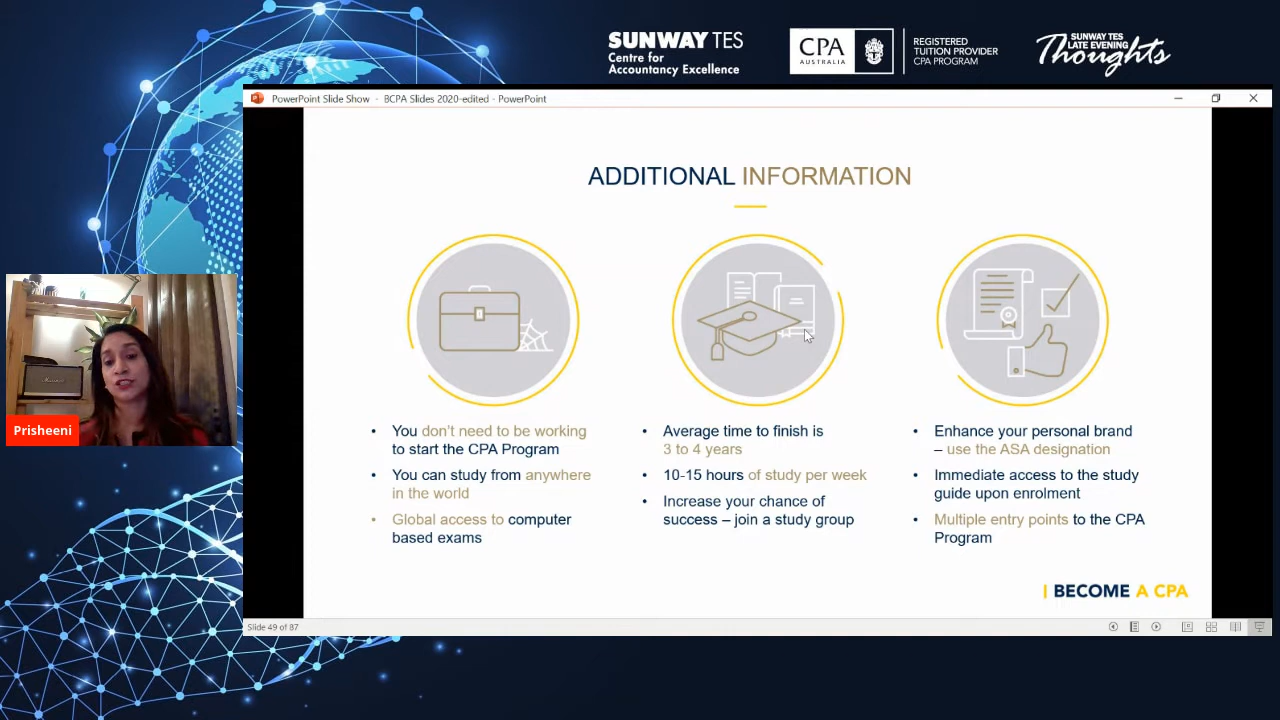 SUNWAY TES
Centre for
Accountancy Excellence
CPA
AUSTRALIA
REGISTERED
TUITION PROVIDER
CPA PROGRAM
SUNWAY TES
LATE EVENING
Thoughts
PowerPoint Slide Show - BCPA Slides 2020-edited - PowerPoint
ADDITIONAL INFORMATION
• You don't need to be working
to start the CPA Program
• You can study from anywhere
in the world
• Global access to computer
based exams
• Average time to finish is
3 to 4 years
• 10-15 hours of study per week
• Increase your chance of
success – join a study group
• Enhance your personal brand
– use the ASA designation
• Immediate access to the study
guide upon enrolment
• Multiple entry points to the CPA
Program
BECOME A CPA
Slide 49 of 87
Marshall
Prisheeni